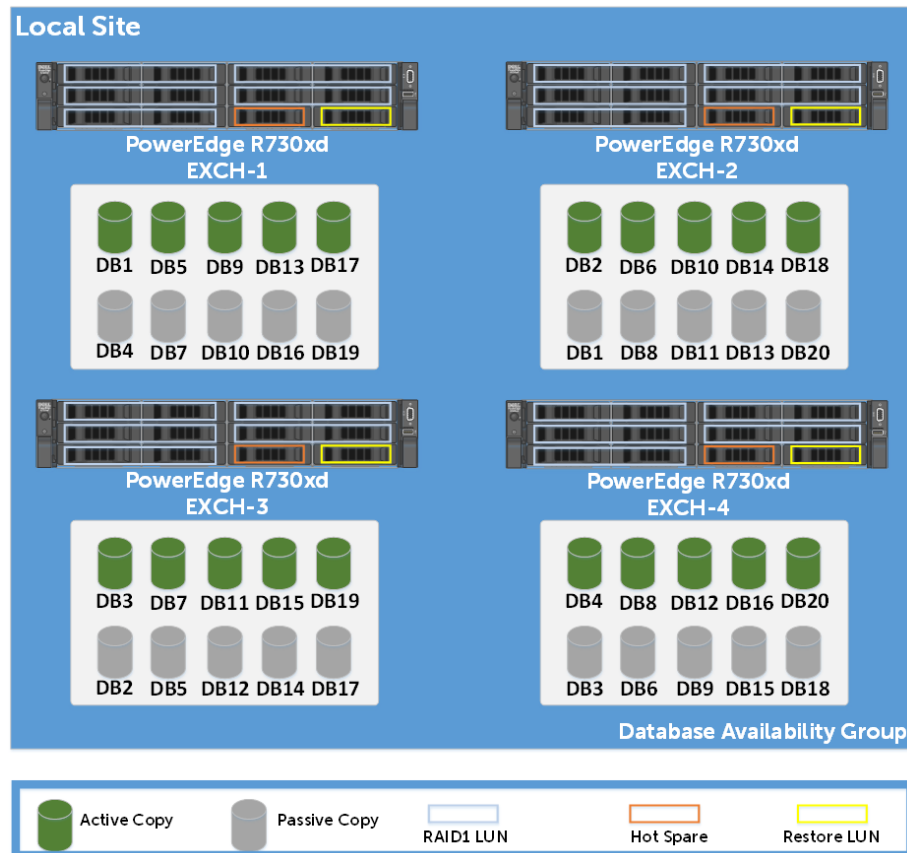 Local Site
PowerEdge R730xd
EXCH-1
DB1 DB5 DB9 DB13 DB17
DB4 DB7 DB10 DB16 DB19
PowerEdge R730xd
EXCH-2
DB2 DB6 DB10 DB14 DB18
DB1 DB8 DB11 DB13 DB20
PowerEdge R730xd
EXCH-3
DB3 DB7 DB11 DB15 DB19
DB2 DB5 DB12 DB14 DB17
PowerEdge R730xd
EXCH-4
DB4 DB8 DB12 DB16 DB20
DB3 DB6 DB9 DB15 DB18
Database Availability Group
Active Copy
Passive Copy
RAID1 LUN
Hot Spare
Restore LUN